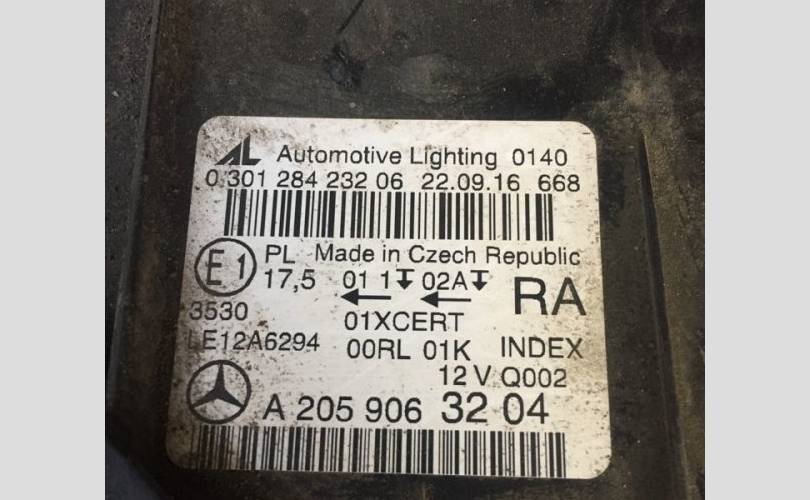 AL Automotive Lighting 0140
0 301 284 232 06 22.09.16 668
E1 PL Made in Czech Republic
17,5 01 1 02A RA
3530 01XCERT
LE12A6294 00RL 01K INDEX
12 V Q002
A 205 906 32 04